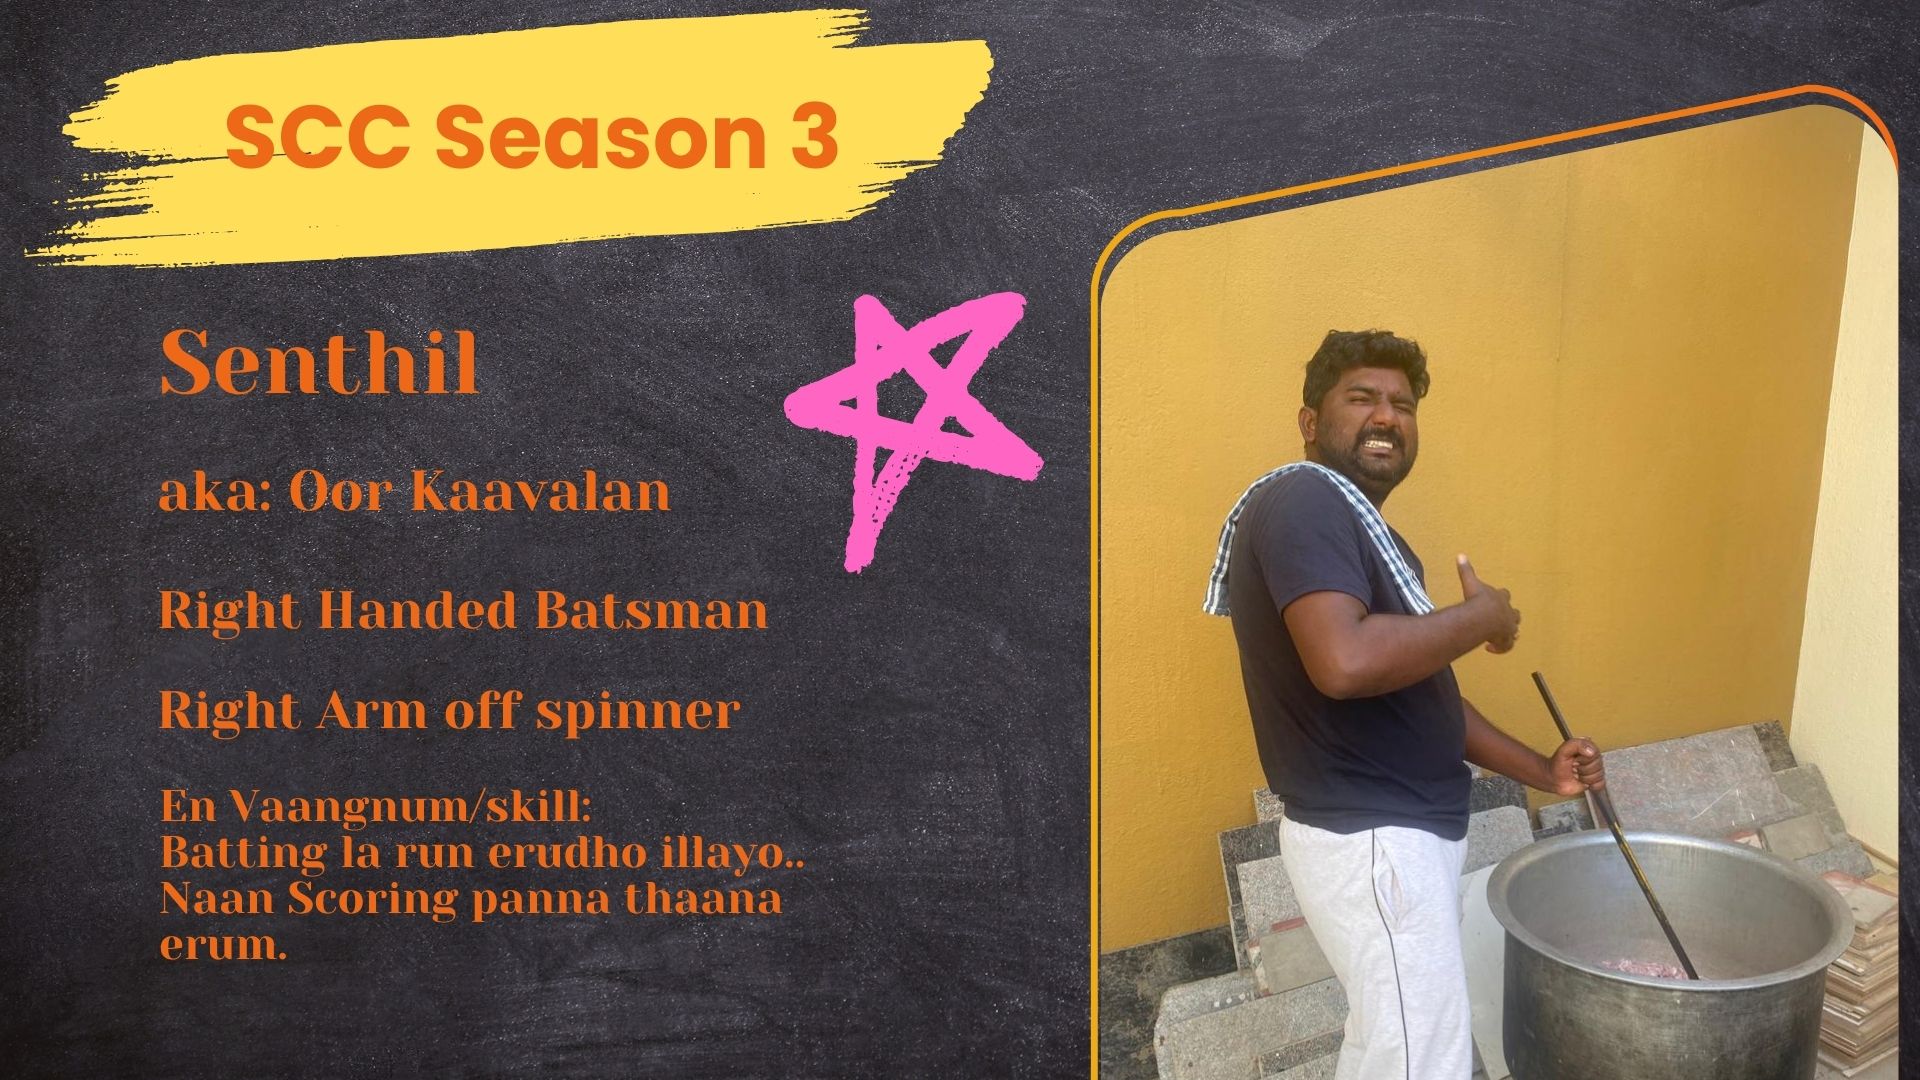 SCC Season 3
Senthil
aka: Oor Kaavalan
Right Handed Batsman
Right Arm off spinner
En Vaangnum/skill:
Batting la run erudho illayo..
Naan Scoring panna thaana
erum.